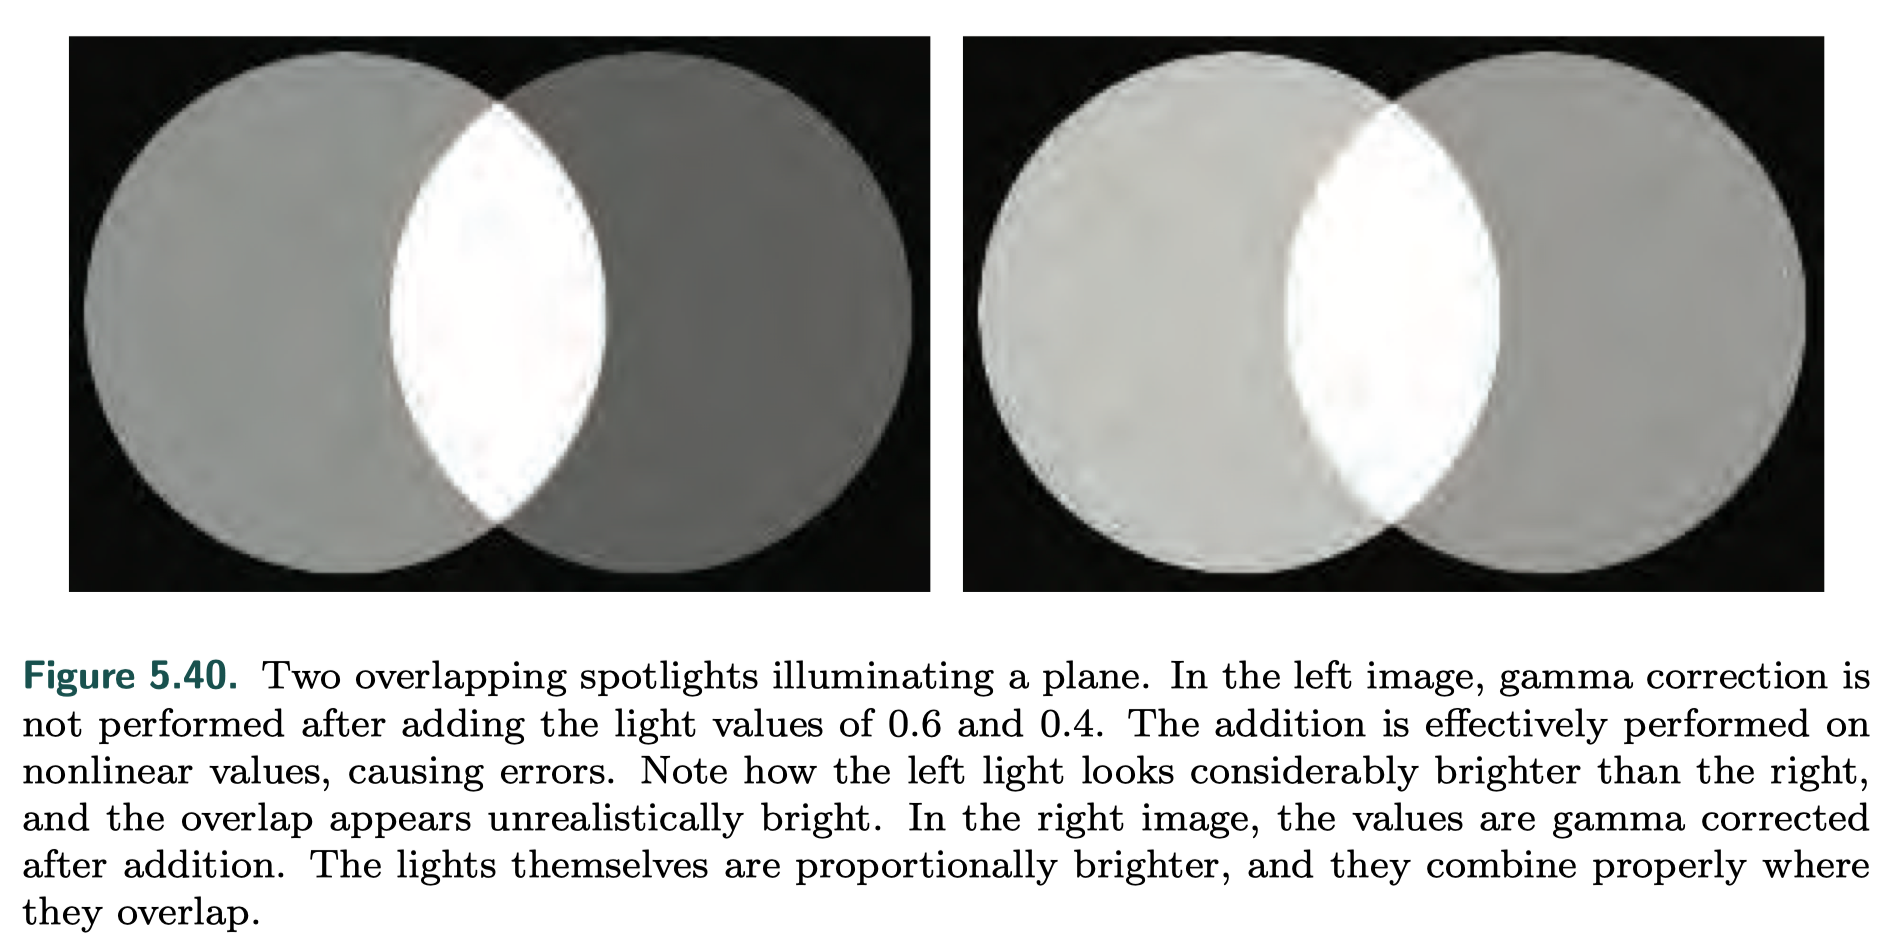 Figure 5.40. Two overlapping spotlights illuminating a plane. In the left image, gamma correction is
not performed after adding the light values of 0.6 and 0.4. The addition is effectively performed on
nonlinear values, causing errors. Note how the left light looks considerably brighter than the right,
and the overlap appears unrealistically bright. In the right image, the values are gamma corrected
after addition. The lights themselves are proportionally brighter, and they combine properly where
they overlap.